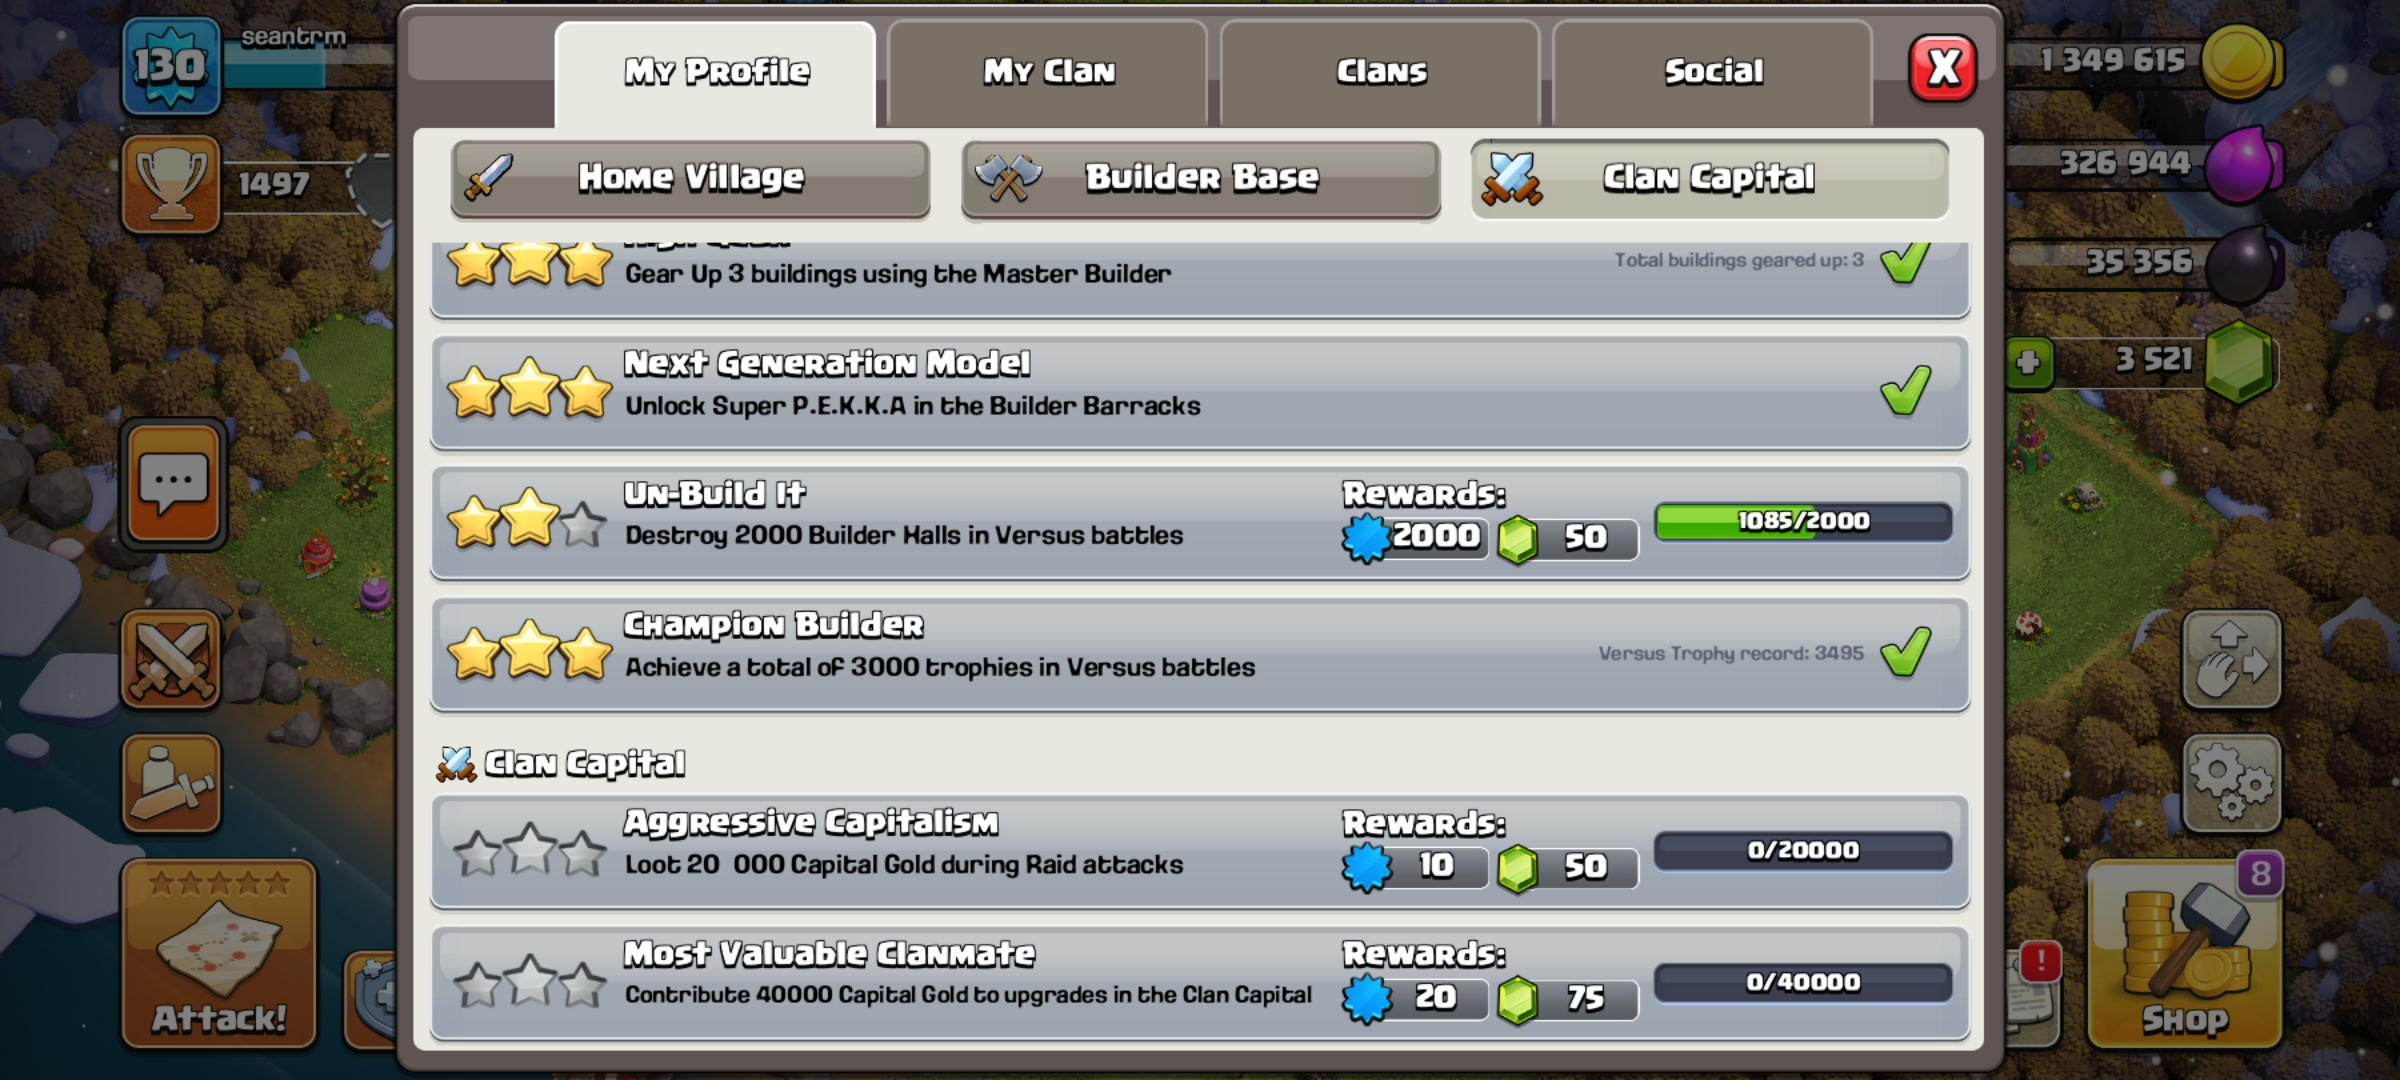 130
seantrm
1497
My Profile
My Clan
Clans
Social
X
1 349 615
326 944
35 356
3 521
Home Village
Builder Base
Clan Capital
Gear Up 3 buildings using the Master Builder
Total buildings geared up: 3
Next Generation Model
Unlock Super P.E.K.K.A in the Builder Barracks
Un-Build It
Destroy 2000 Builder Halls in Versus battles
Rewards:
2000
50
1085/2000
Champion Builder
Achieve a total of 3000 trophies in Versus battles
Versus Trophy record: 3495
Clan Capital
Aggressive Capitalism
Loot 20 000 Capital Gold during Raid attacks
Rewards:
10
50
0/20000
Most Valuable Clanmate
Contribute 40000 Capital Gold to upgrades in the Clan Capital
Rewards:
20
75
0/40000
Attack!
!
8
Shop